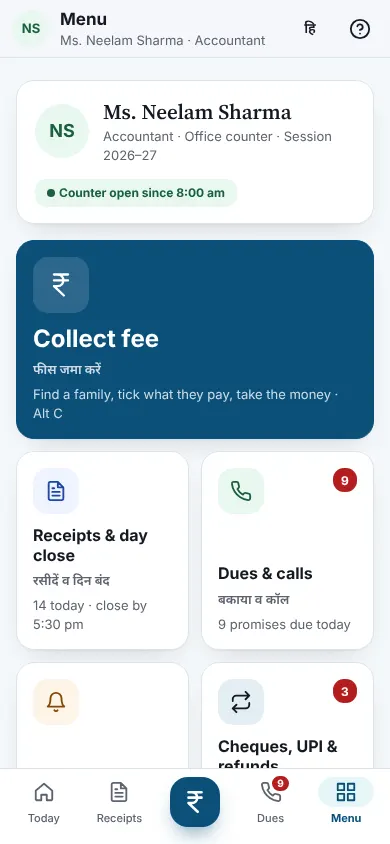 NS
Menu
Ms. Neelam Sharma · Accountant
हि
NS
Ms. Neelam Sharma
Accountant · Office counter · Session
2026–27
Counter open since 8:00 am
₹
Collect fee
फीस जमा करें
Find a family, tick what they pay, take the money ·
Alt C
Receipts & day
close
रसीदें व दिन बंद
14 today · close by
5:30 pm
9
Dues & calls
बकाया व कॉल
9 promises due today
3
Cheques, UPI &
refunds
Today
Receipts
₹
9
Dues
Menu